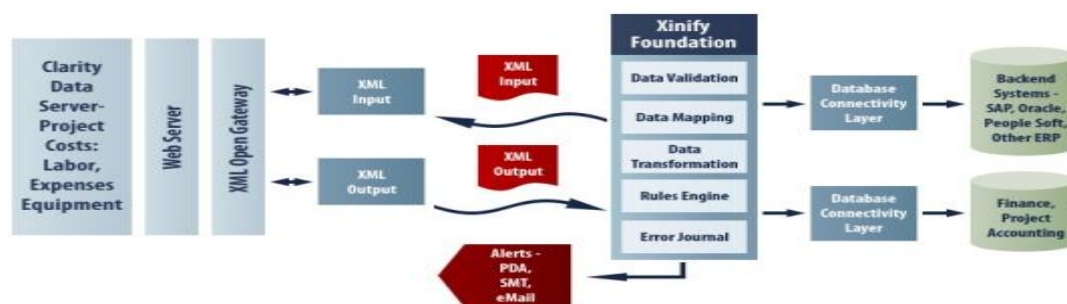 Clarity
Data
Server-
Project
Costs:
Labor,
Expenses
Equipment
Web Server
XML Open Gateway
XML
Input
XML
Output
XML
Input
XML
Output
Alerts -
PDA,
SMT,
eMail
Xinify
Foundation
Data Validation
Data Mapping
Data
Transformation
Rules Engine
Error Journal
Database
Connectivity
Layer
Database
Connectivity
Layer
Backend
Systems -
SAP, Oracle,
People Soft,
Other ERP
Finance,
Project
Accounting